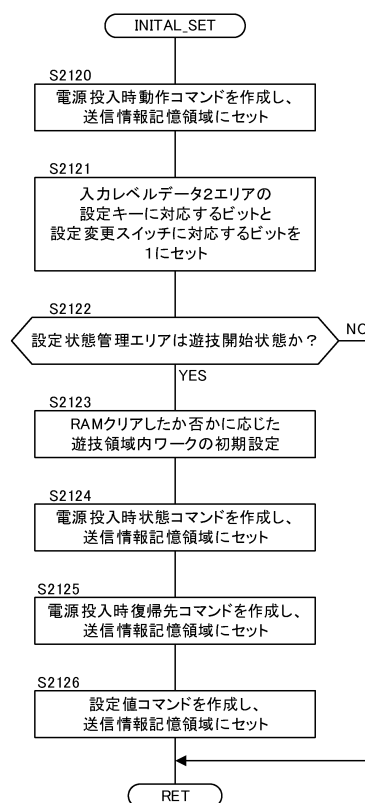 INITAL_SET
S2120
電源投入時動作コマンドを作成し、
送信情報記憶領域にセット
S2121
入力レベルデータ2エリアの
設定キーに対応するビットと
設定変更スイッチに対応するビットを
1にセット
S2122
設定状態管理エリアは遊技開始状態か?
NO
YES
S2123
RAMクリアしたか否かに応じた
遊技領域内ワークの初期設定
S2124
電源投入時状態コマンドを作成し、
送信情報記憶領域にセット
S2125
電源投入時復帰先コマンドを作成し、
送信情報記憶領域にセット
S2126
設定値コマンドを作成し、
送信情報記憶領域にセット
RET